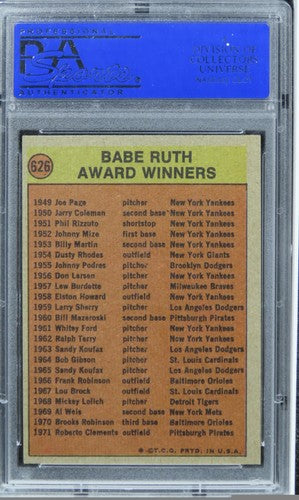 PROFESSIONAL
PSA
Sports
AUTHENTICATOR
DIVISION OF
COLLECTORS
UNIVERSE
626
BABE RUTH
AWARD WINNERS
1949 Joe Page pitcher New York Yankees
1950 Jerry Coleman second base New York Yankees
1951 Phil Rizzuto shortstop New York Yankees
1952 Johnny Mize first base New York Yankees
1953 Billy Martin second base New York Yankees
1954 Dusty Rhodes outfield New York Giants
1955 Johnny Podres pitcher Brooklyn Dodgers
1956 Don Larsen pitcher New York Yankees
1957 Lew Burdette pitcher Milwaukee Braves
1958 Elston Howard outfield New York Yankees
1959 Larry Sherry pitcher Los Angeles Dodgers
1960 Bill Mazeroski second base Pittsburgh Pirates
1961 Whitey Ford pitcher New York Yankees
1962 Ralph Terry pitcher New York Yankees
1963 Sandy Koufax pitcher Los Angeles Dodgers
1964 Bob Gibson pitcher St. Louis Cardinals
1965 Sandy Koufax pitcher Los Angeles Dodgers
1966 Frank Robinson outfield Baltimore Orioles
1967 Lou Brock outfield St. Louis Cardinals
1968 Mickey Lolich pitcher Detroit Tigers
1969 Al Weis second base New York Mets
1970 Brooks Robinson third base Baltimore Orioles
1971 Roberto Clemente outfield Pittsburgh Pirates
* © T.C.G. PRTD. IN U.S.A.